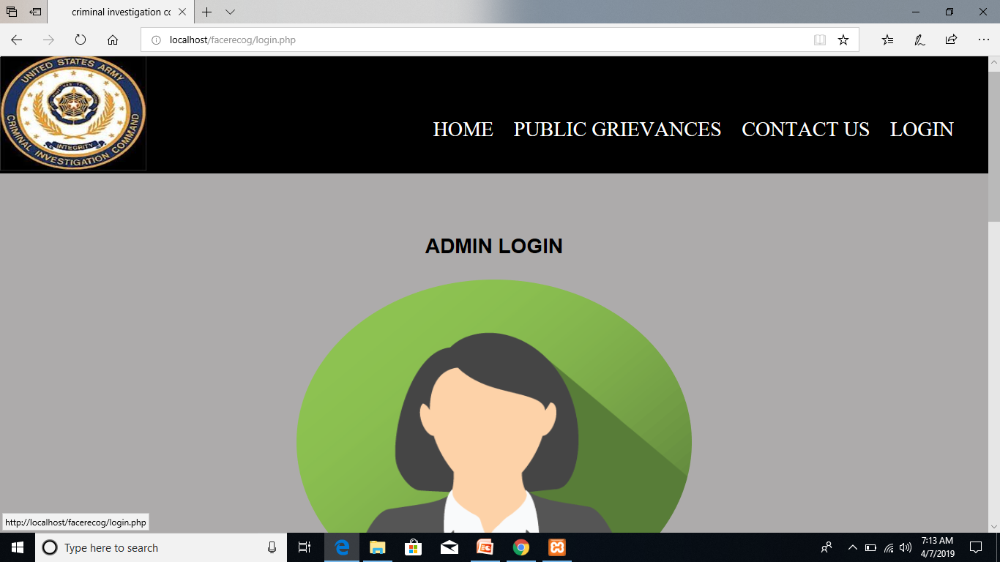 criminal investigation co
localhost/facerecog/login.php
UNITED STATES ARMY
CRIMINAL INVESTIGATION COMMAND
INTEGRITY
HOME PUBLIC GRIEVANCES CONTACT US LOGIN
ADMIN LOGIN
http://localhost/facerecog/login.php
Type here to search
7:13 AM
4/7/2019